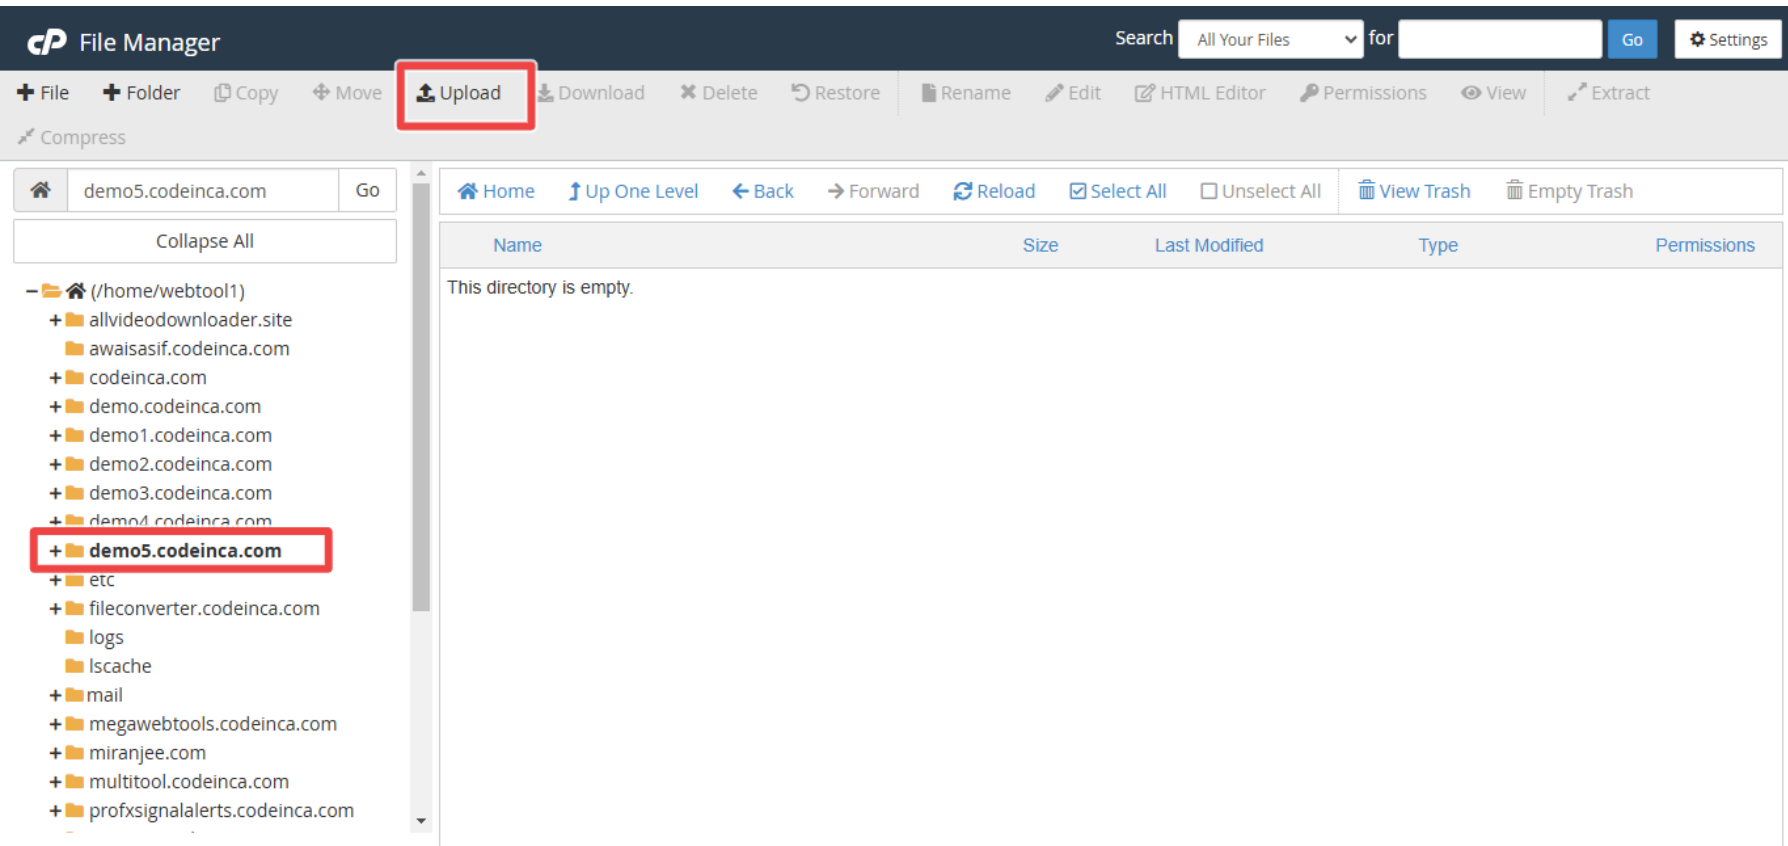 cP File Manager Search All Your Files for Go Settings
File Folder Copy Move Upload Download Delete Restore Rename Edit HTML Editor Permissions View Extract
Compress
demo5.codeinca.com Go
Home Up One Level Back Forward Reload Select All Unselect All View Trash Empty Trash
Collapse All
Name Size Last Modified Type Permissions
This directory is empty.
(/home/webtool1)
allvideodownloader.site
awaisasif.codeinca.com
codeinca.com
demo.codeinca.com
demo1.codeinca.com
demo2.codeinca.com
demo3.codeinca.com
demo4.codeinca.com
demo5.codeinca.com
etc
fileconverter.codeinca.com
logs
lscache
mail
megawebtools.codeinca.com
miranjee.com
multitool.codeinca.com
profxsignalalerts.codeinca.com